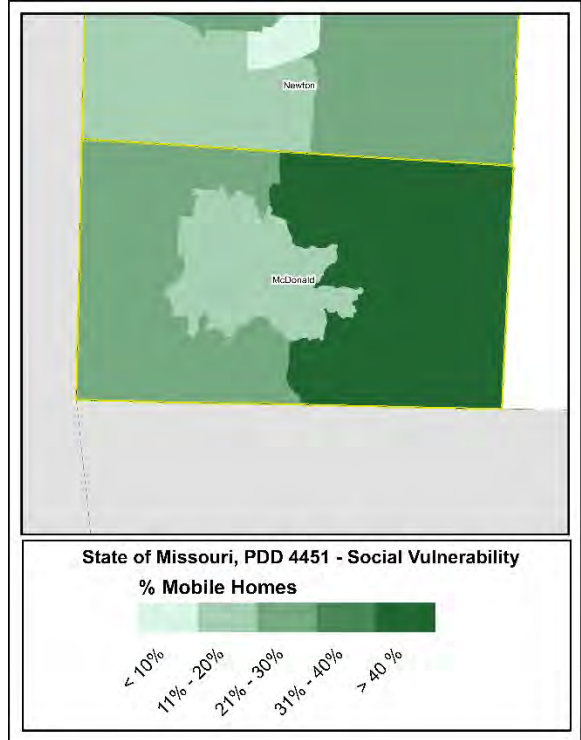 Newton
McDonald
State of Missouri, PDD 4451 - Social Vulnerability
% Mobile Homes
< 10%
11% - 20%
21% - 30%
31% - 40%
> 40 %